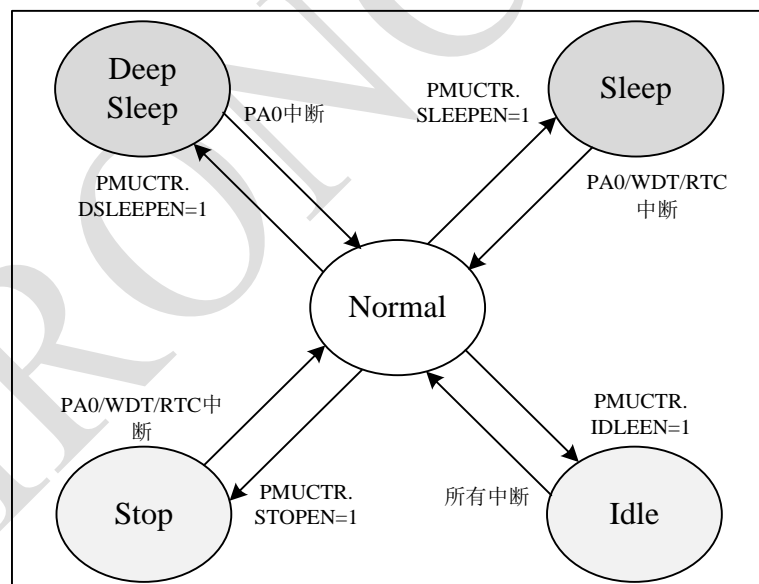 Deep
Sleep
PA0中断
PMUCTR.
SLEEPEN=1
Sleep
PMUCTR.
DSLEEPEN=1
PA0/WDT/RTC
中断
Normal
PA0/WDT/RTC中
断
PMUCTR.
IDLEEN=1
Stop
PMUCTR.
STOPEN=1
所有中断
Idle